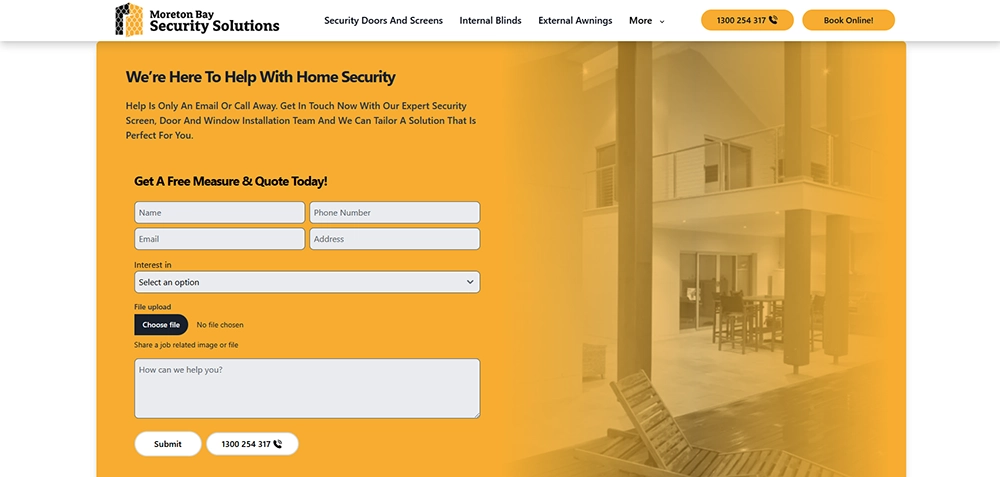 Moreton Bay
Security Solutions
Security Doors And Screens Internal Blinds External Awnings More 1300 254 317 Book Online!
We're Here To Help With Home Security
Help Is Only An Email Or Call Away. Get In Touch Now With Our Expert Security
Screen, Door And Window Installation Team And We Can Tailor A Solution That Is
Perfect For You.
Get A Free Measure & Quote Today!
Name Phone Number
Email Address
Interest in
Select an option
File upload
Choose file No file chosen
Share a job related image or file
How can we help you?
Submit 1300 254 317